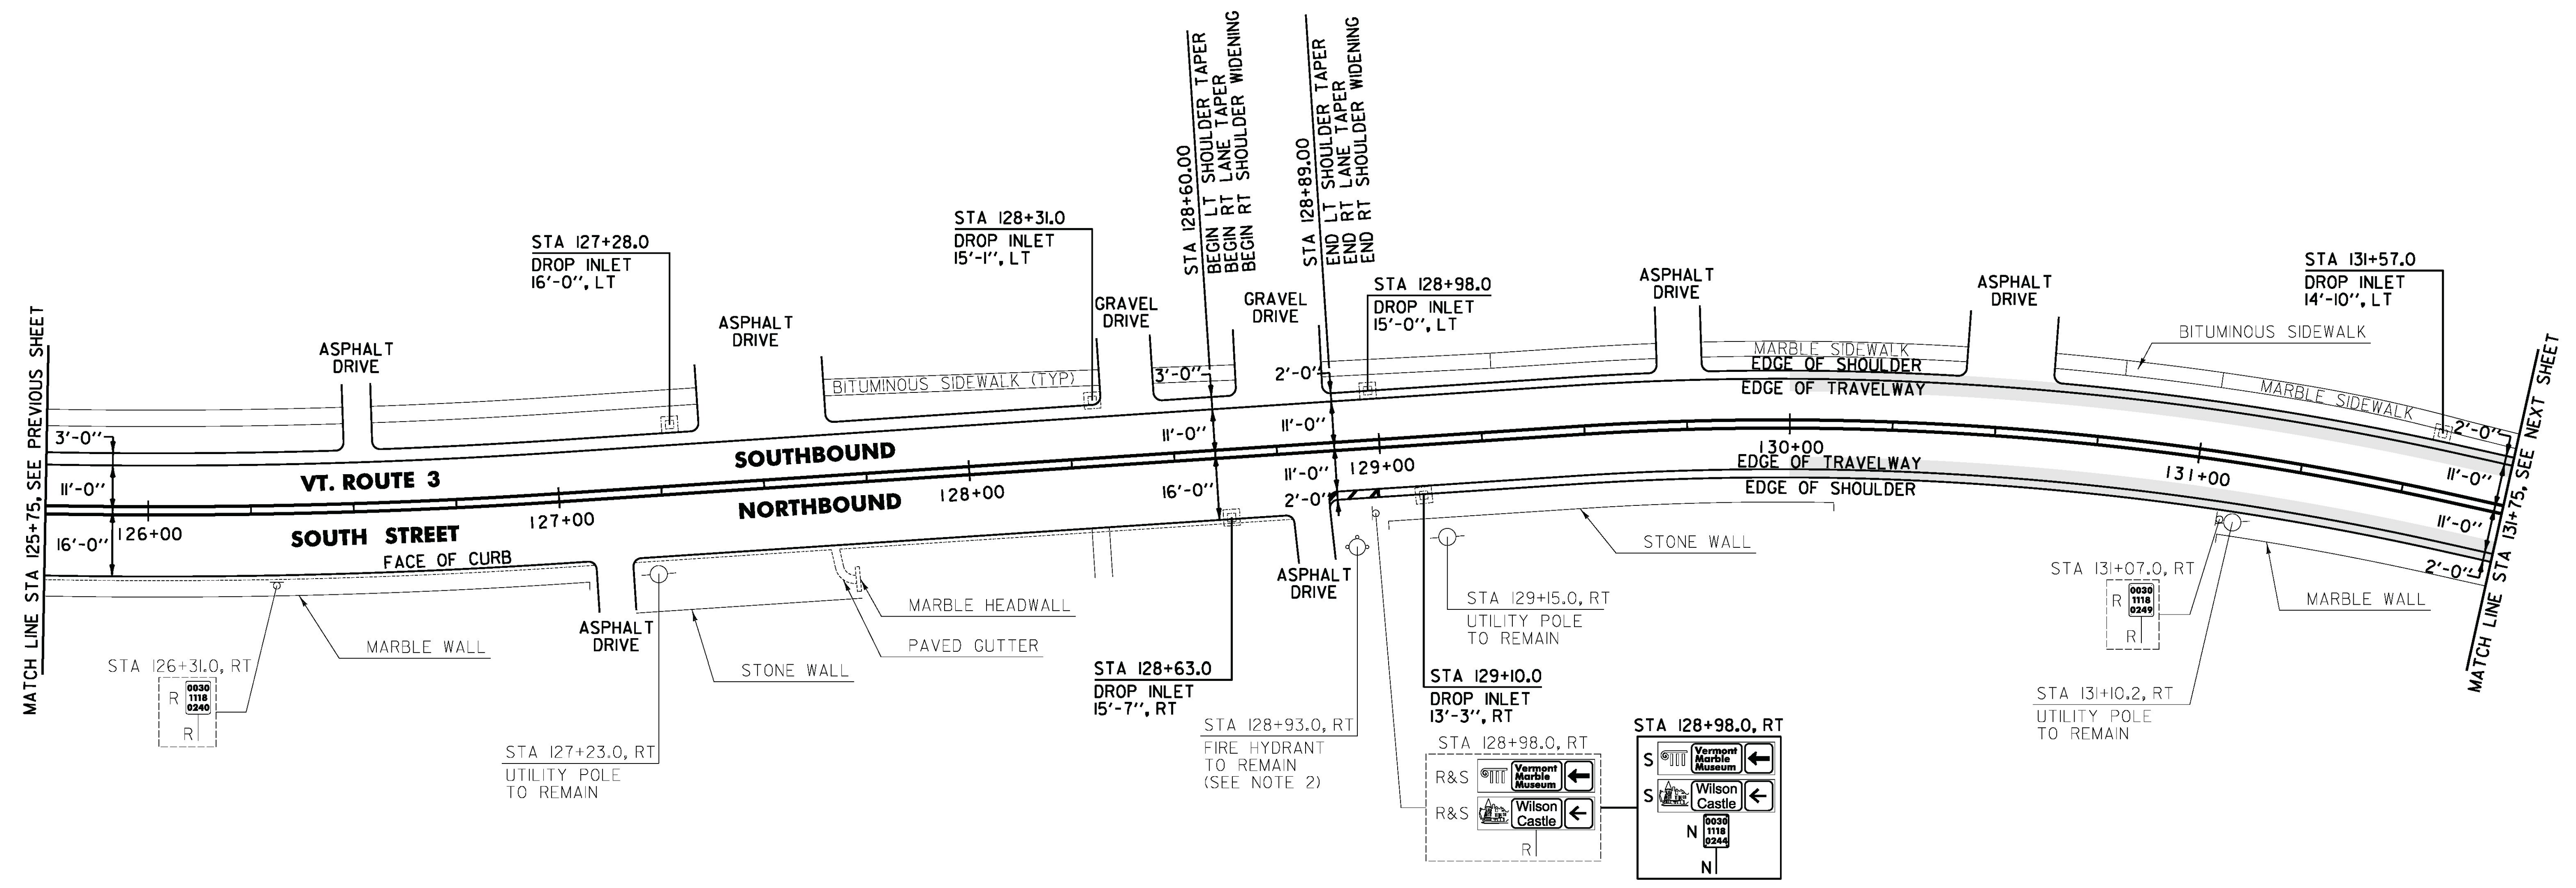 MATCH LINE STA 125+75, SEE PREVIOUS SHEET
3'-0"
11'-0"
16'-0"
126+00
ASPHALT
DRIVE
VT. ROUTE 3
SOUTH STREET
FACE OF CURB
STA 126+31.0, RT
R
0030
1118
0240
R
MARBLE WALL
STA 127+28.0
DROP INLET
16'-0", LT
127+00
ASPHALT
DRIVE
STA 127+23.0, RT
UTILITY POLE
TO REMAIN
STONE WALL
ASPHALT
DRIVE
SOUTHBOUND
NORTHBOUND
BITUMINOUS SIDEWALK (TYP)
MARBLE HEADWALL
PAVED GUTTER
STA 128+31.0
DROP INLET
15'-1", LT
128+00
GRAVEL
DRIVE
STA 128+60.00
BEGIN LT SHOULDER TAPER
BEGIN RT LANE TAPER
BEGIN RT SHOULDER WIDENING
3'-0"
11'-0"
16'-0"
STA 128+63.0
DROP INLET
15'-7", RT
GRAVEL
DRIVE
STA 128+89.00
END LT SHOULDER TAPER
END RT LANE TAPER
END RT SHOULDER WIDENING
2'-0"
11'-0"
11'-0"
2'-0"
ASPHALT
DRIVE
STA 128+93.0, RT
FIRE HYDRANT
TO REMAIN
(SEE NOTE 2)
STA 128+98.0
DROP INLET
15'-0", LT
129+00
STA 129+15.0, RT
UTILITY POLE
TO REMAIN
STA 129+10.0
DROP INLET
13'-3", RT
STA 128+98.0, RT
R&S
Vermont
Marble
Museum
R&S
Wilson
Castle
R
STA 128+98.0, RT
S
Vermont
Marble
Museum
S
Wilson
Castle
N
0030
1118
0244
N
STONE WALL
ASPHALT
DRIVE
MARBLE SIDEWALK
EDGE OF SHOULDER
EDGE OF TRAVELWAY
130+00
EDGE OF TRAVELWAY
EDGE OF SHOULDER
ASPHALT
DRIVE
STA 131+57.0
DROP INLET
14'-10", LT
BITUMINOUS SIDEWALK
MARBLE SIDEWALK
131+00
STA 131+07.0, RT
R
0030
1118
0249
R
STA 131+10.2, RT
UTILITY POLE
TO REMAIN
MARBLE WALL
2'-0"
11'-0"
11'-0"
2'-0"
MATCH LINE STA 131+75, SEE NEXT SHEET